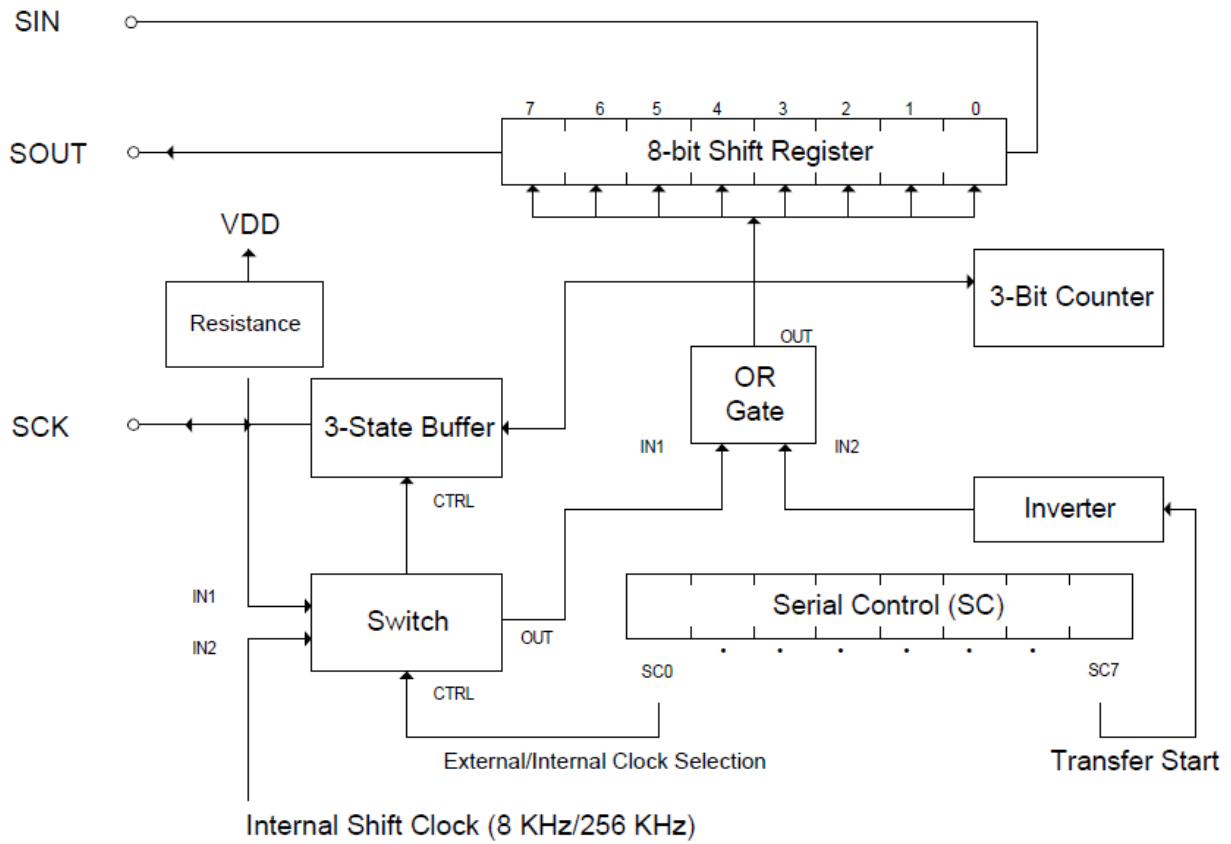 SIN
7 6 5 4 3 2 1 0
SOUT
8-bit Shift Register
VDD
3-Bit Counter
Resistance
OUT
OR
Gate
SCK
3-State Buffer
IN1
IN2
CTRL
Inverter
IN1
Switch
Serial Control (SC)
IN2
OUT
SC0
SC7
CTRL
External/Internal Clock Selection
Transfer Start
Internal Shift Clock (8 KHz/256 KHz)